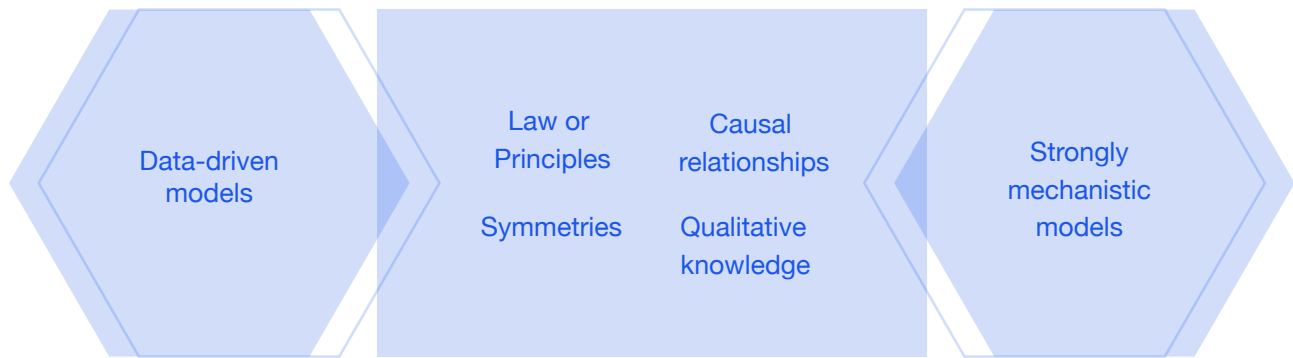 Data-driven
models
Law or
Principles
Causal
relationships
Symmetries
Qualitative
knowledge
Strongly
mechanistic
models